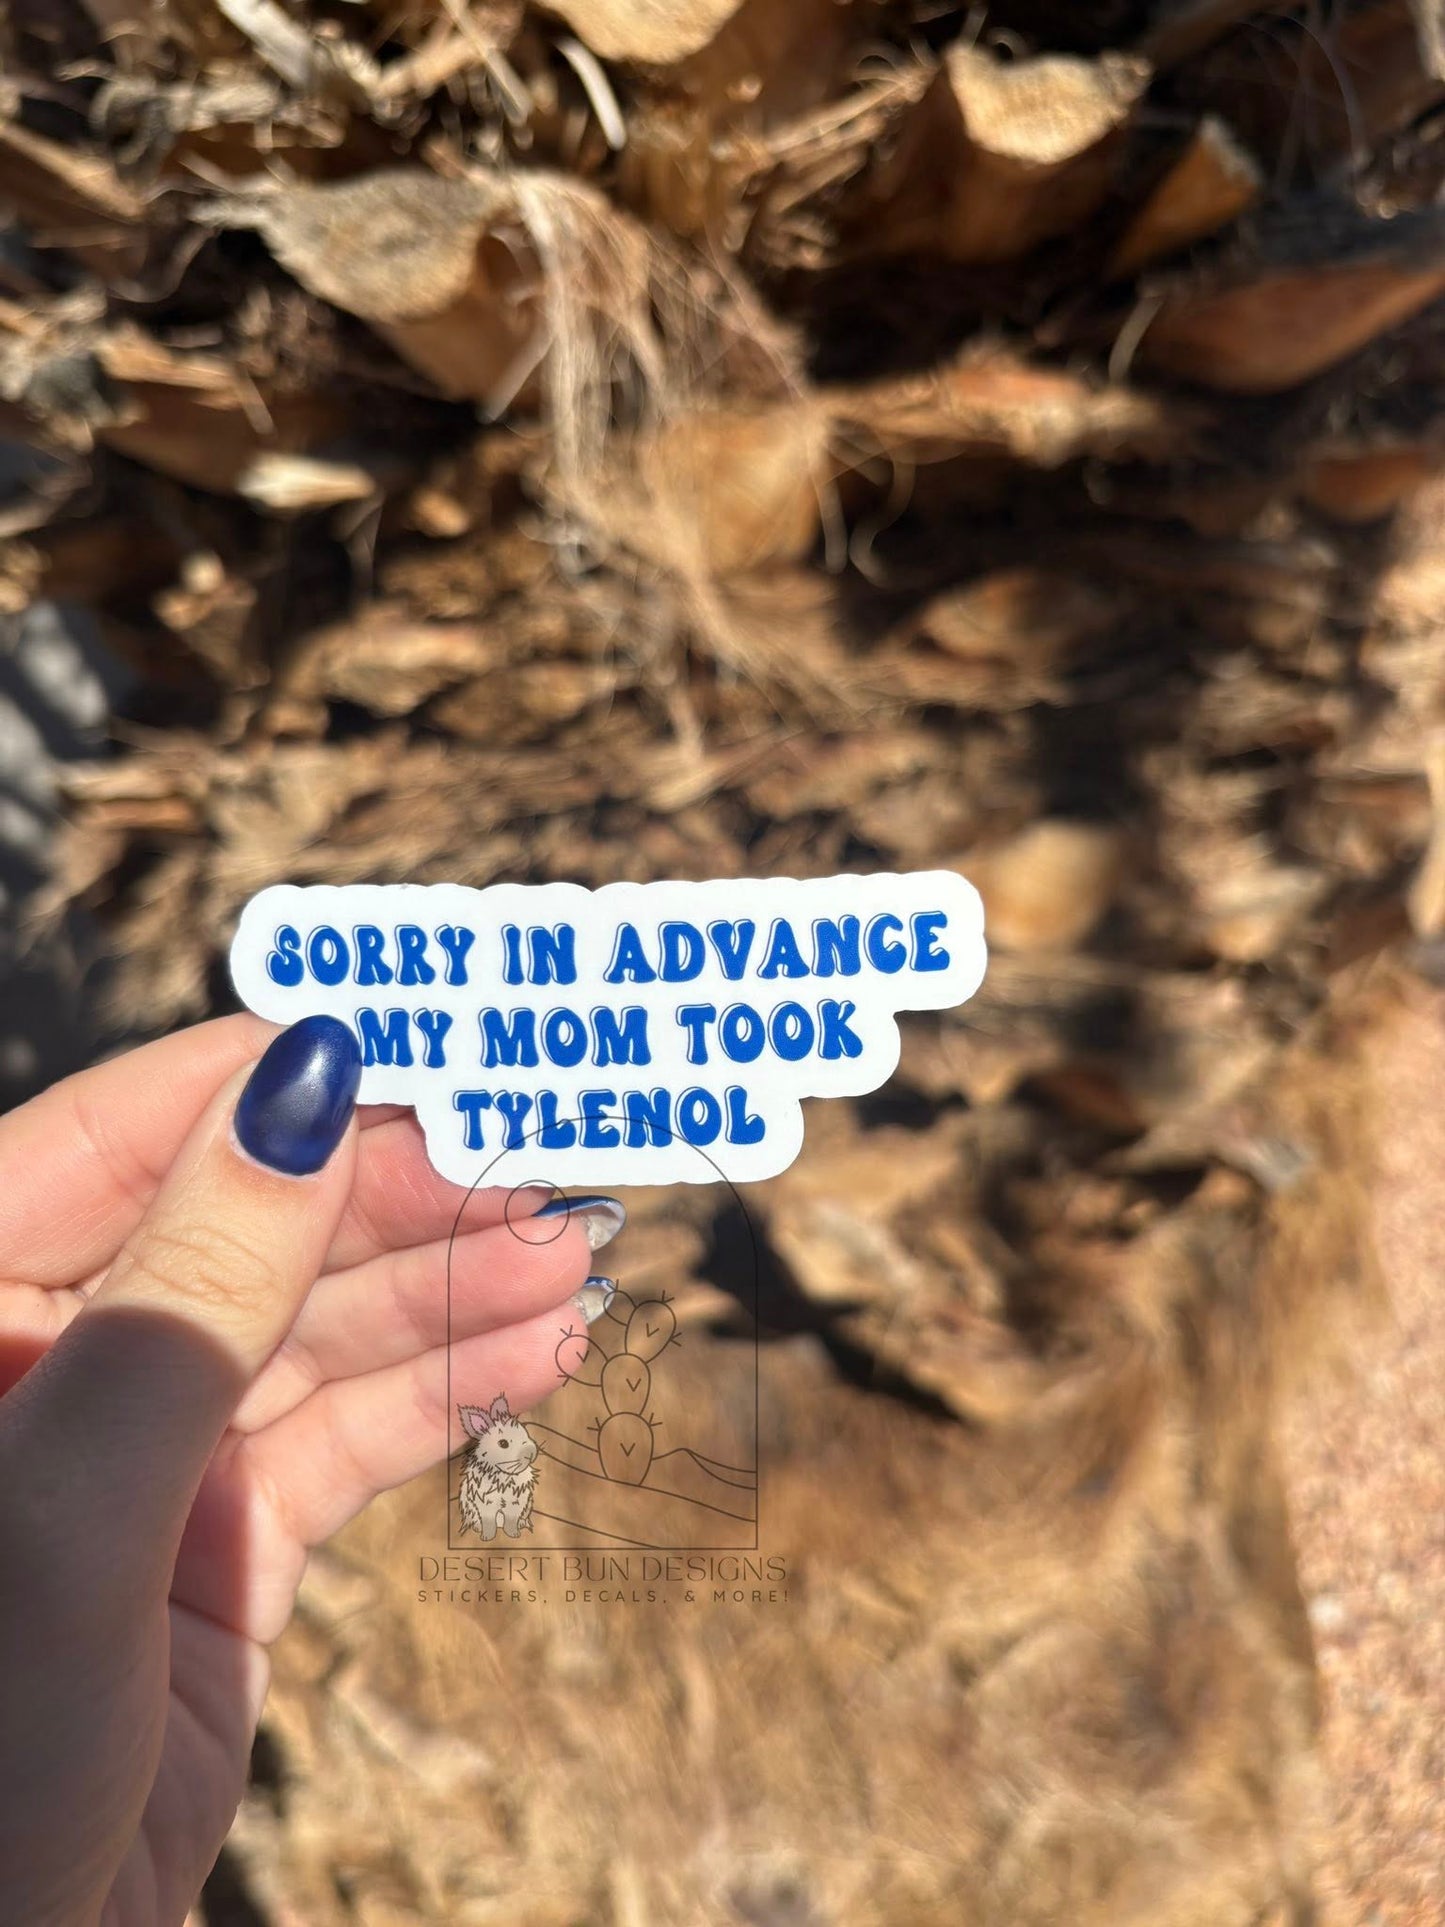 SORRY IN ADVANCE
MY MOM TOOK
TYLENOL
DESERT BUN DESIGNS
STICKERS, DECALS, & MORE!